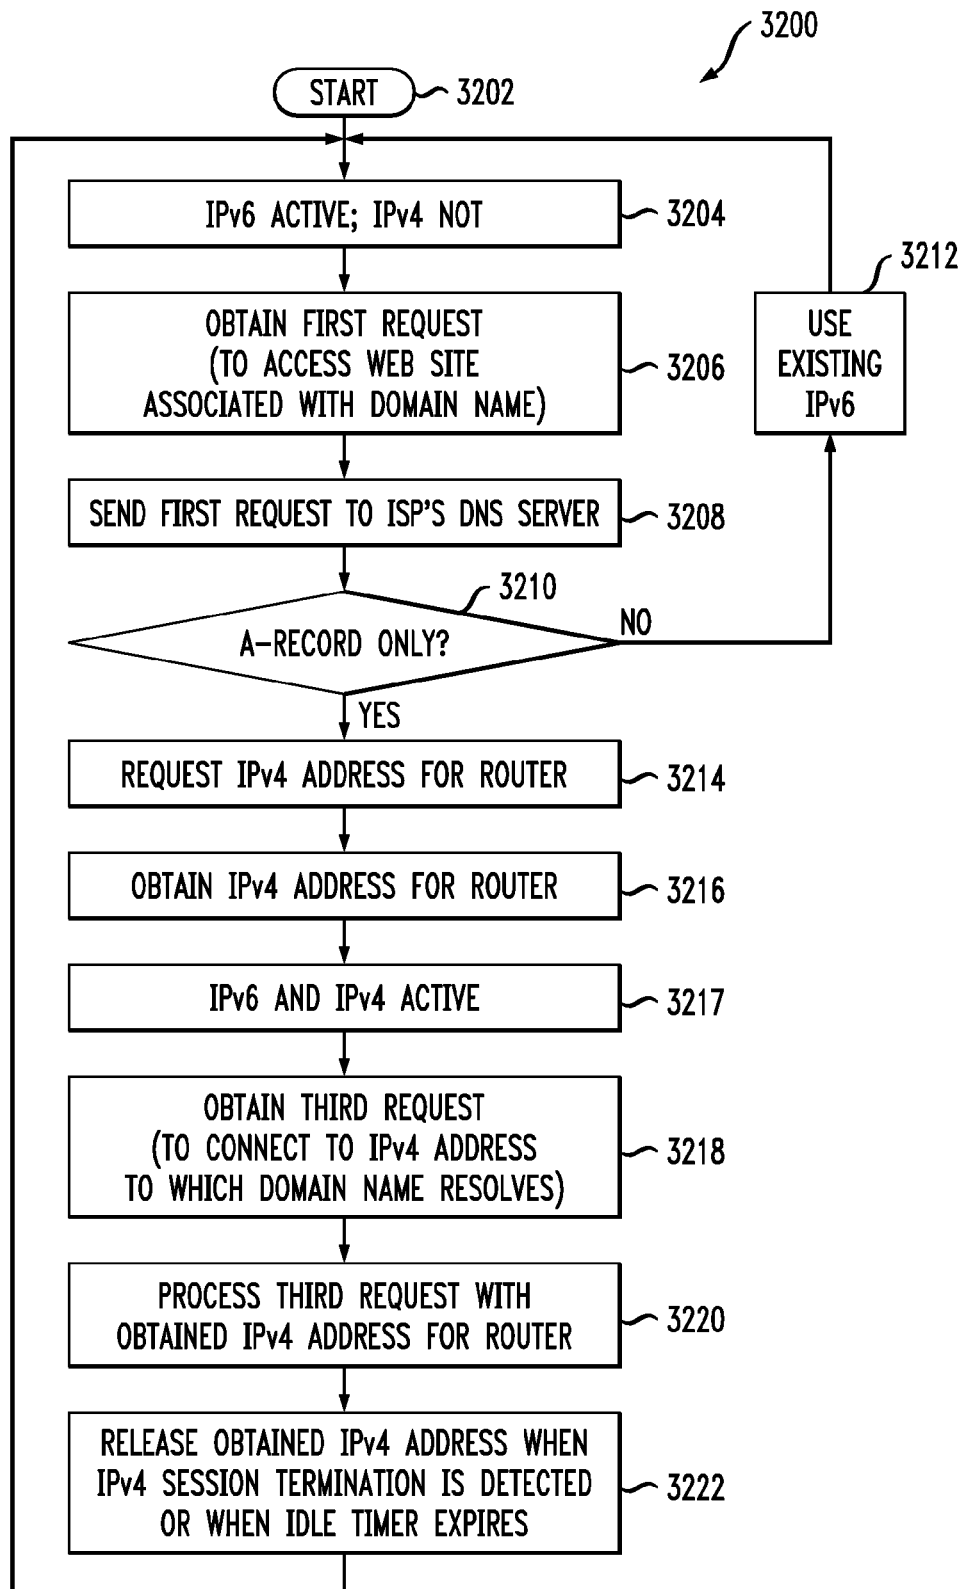 3200
START
3202
IPv6 ACTIVE; IPv4 NOT
3204
3212
OBTAIN FIRST REQUEST
(TO ACCESS WEB SITE
ASSOCIATED WITH DOMAIN NAME)
3206
USE
EXISTING
IPv6
SEND FIRST REQUEST TO ISP'S DNS SERVER
3208
3210
A-RECORD ONLY?
NO
YES
REQUEST IPv4 ADDRESS FOR ROUTER
3214
OBTAIN IPv4 ADDRESS FOR ROUTER
3216
IPv6 AND IPv4 ACTIVE
3217
OBTAIN THIRD REQUEST
(TO CONNECT TO IPv4 ADDRESS
TO WHICH DOMAIN NAME RESOLVES)
3218
PROCESS THIRD REQUEST WITH
OBTAINED IPv4 ADDRESS FOR ROUTER
3220
RELEASE OBTAINED IPv4 ADDRESS WHEN
IPv4 SESSION TERMINATION IS DETECTED
OR WHEN IDLE TIMER EXPIRES
3222